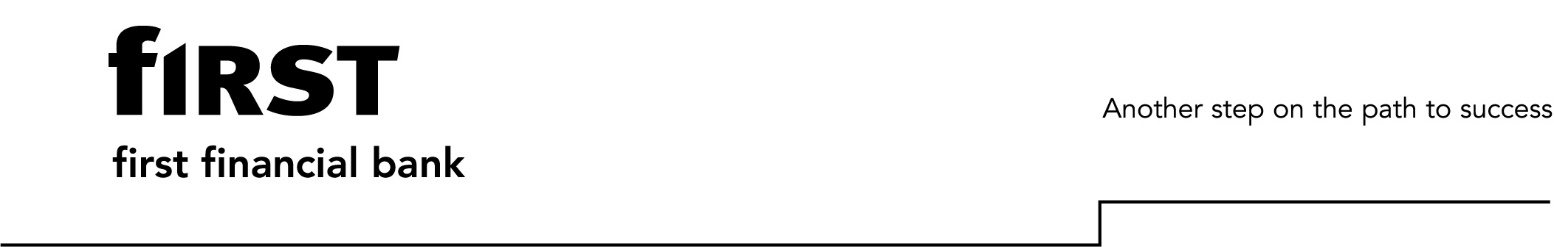 fiRST
first financial bank
Another step on the path to success